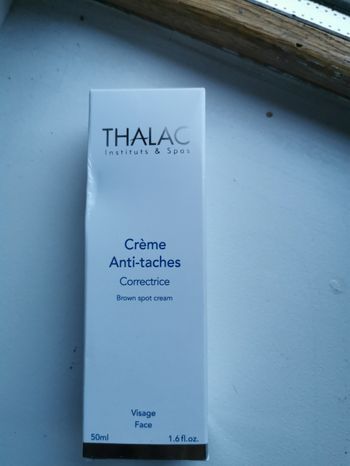 THALAC
Instituts & Spas
Crème
Anti-taches
Correctrice
Brown spot cream
Visage
Face
50ml 1.6 fl.oz.